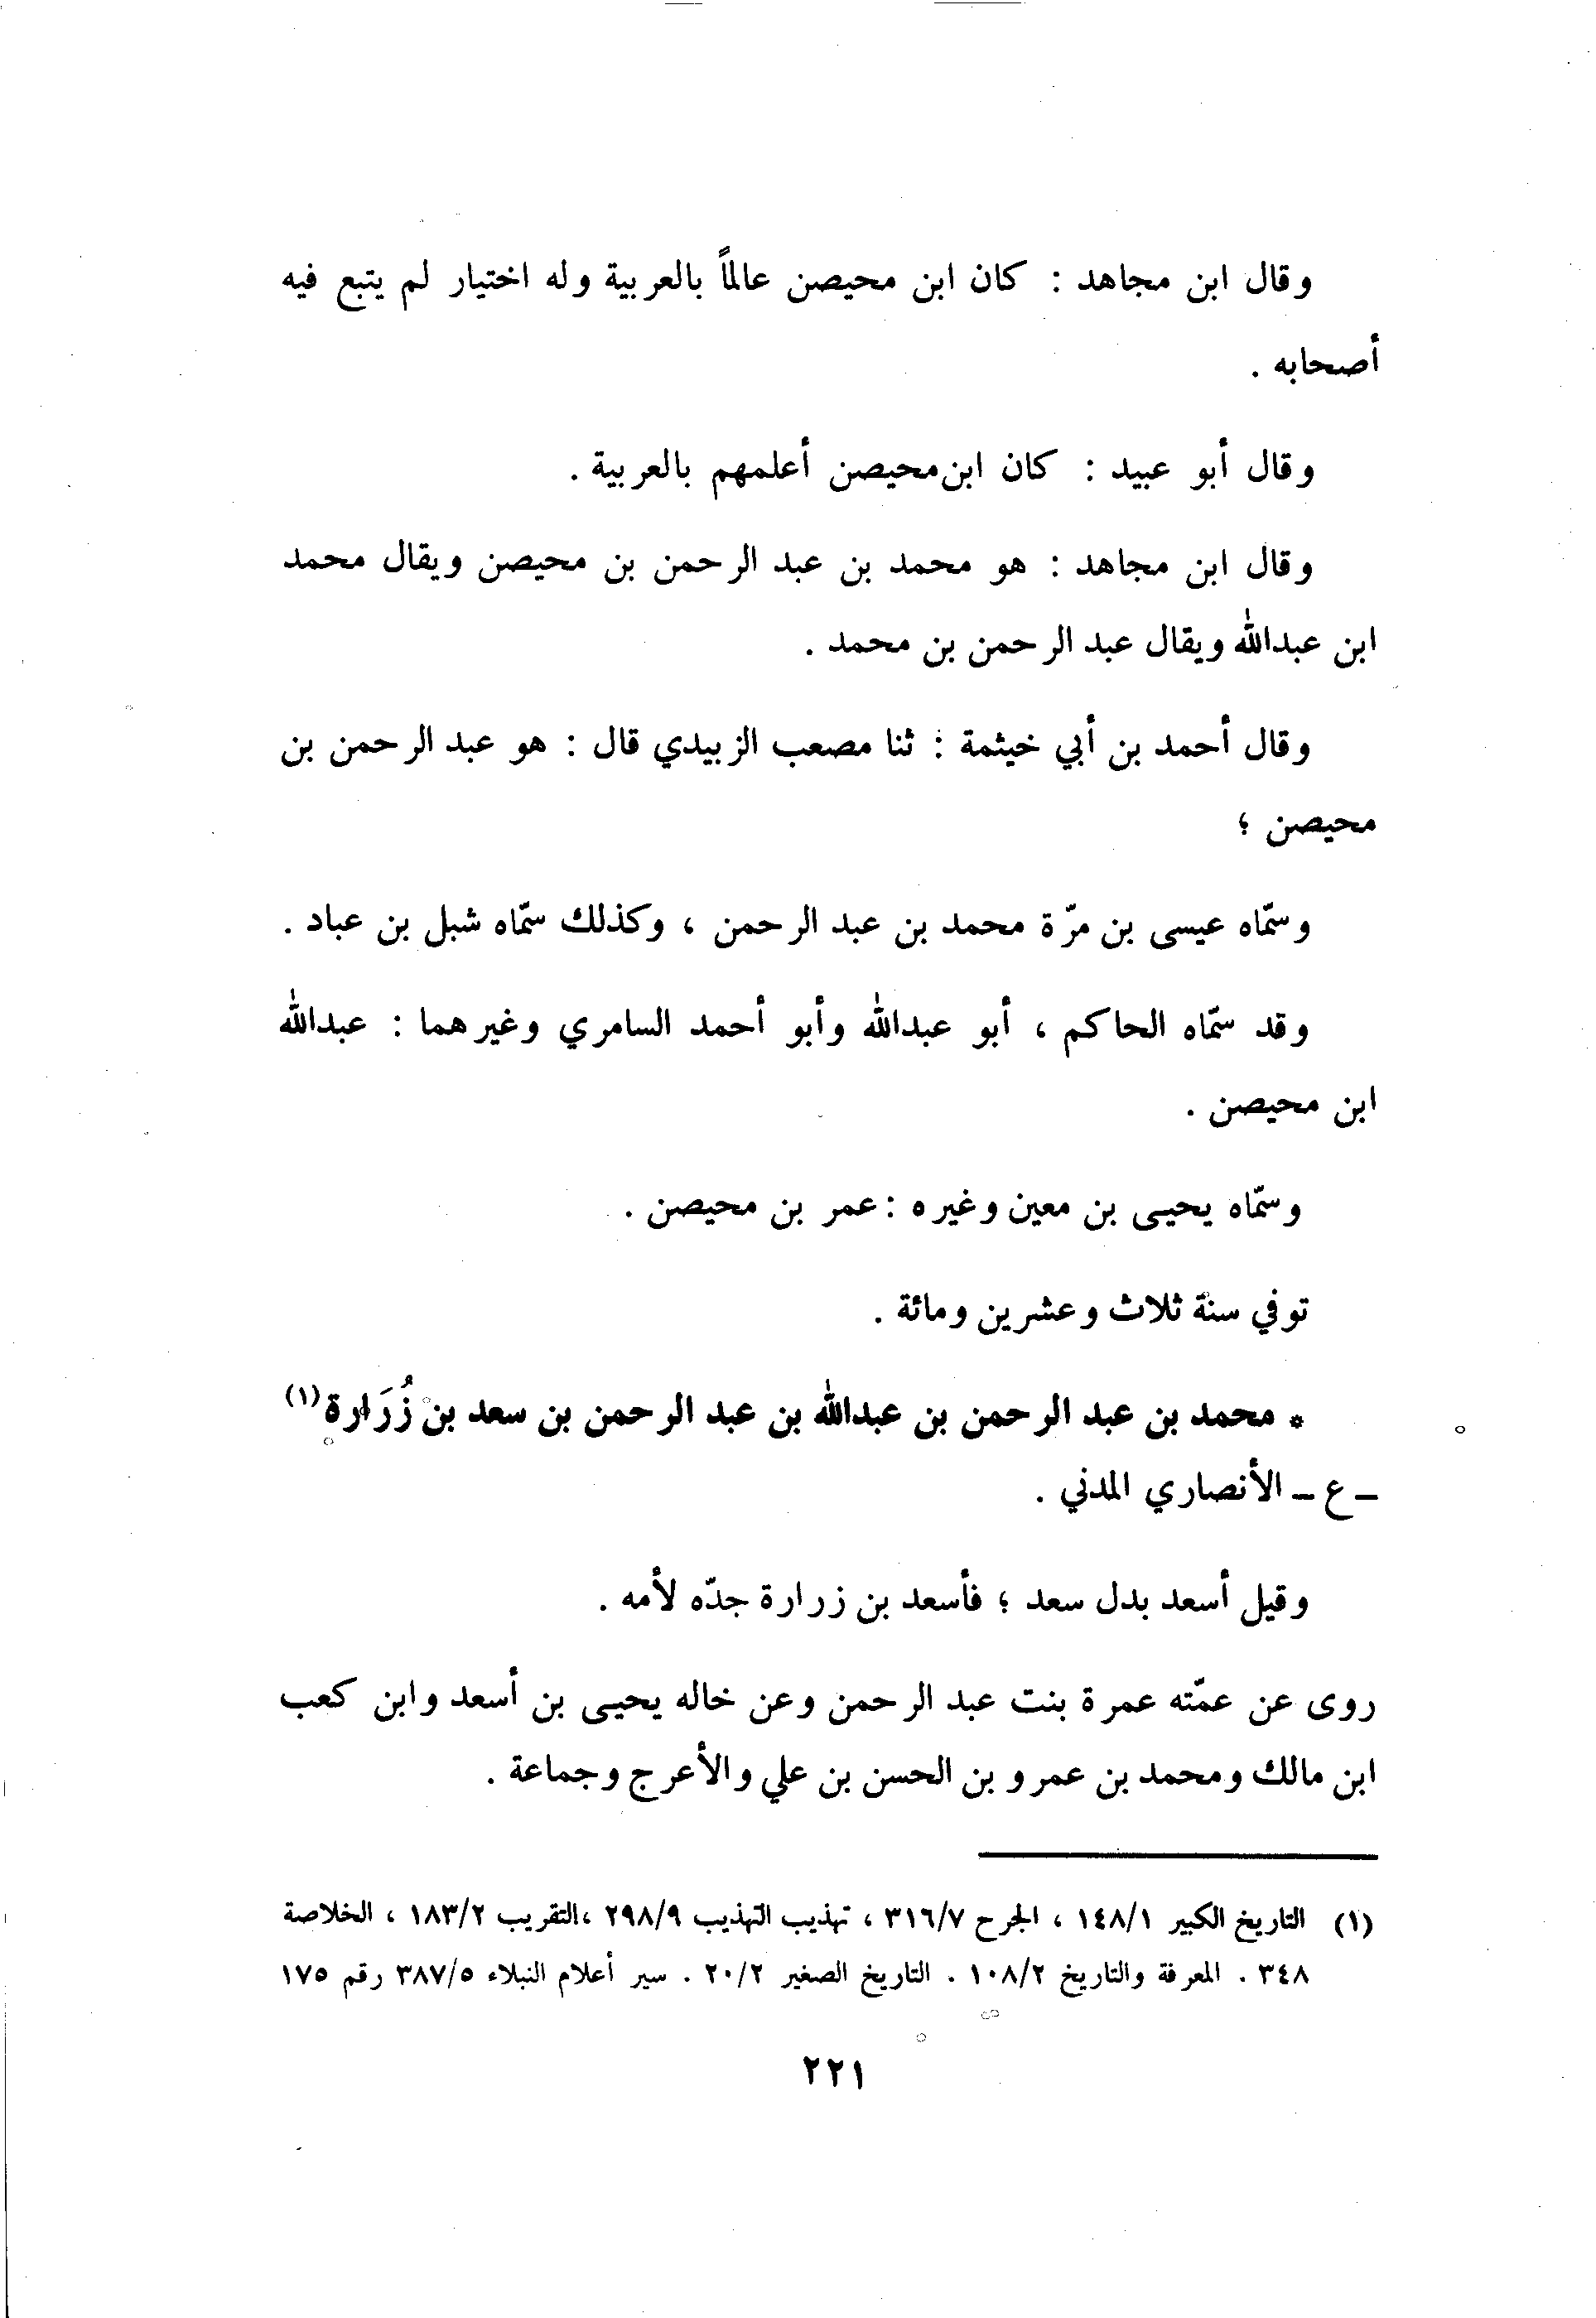 وقال ابن مجاهد : كان ابن محيصن عالماً بالعربية وله اختيار لم يتبع فيه
أصحابه .
وقال أبو عبيد : كان ابن محيصن أعلمهم بالعربية .
وقال ابن مجاهد : هو محمد بن عبد الرحمن بن محيصن ويقال محمد
ابن عبدالله ويقال عبد الرحمن بن محمد .
وقال أحمد بن أبي خيثمة : ثنا مصعب الزبيدي قال : هو عبد الرحمن بن
محيصن ؛
وسمّاه عيسى بن مرّة محمد بن عبد الرحمن ، وكذلك سمّاه شبل بن عباد .
وقد سمّاه الحاكم ، أبو عبدالله وأبو أحمد السامري وغيرهما : عبدالله
ابن محيصن .
وسمّاه يحيى بن معين وغيره : عمر بن محيصن .
توفي سنة ثلاث وعشرين ومائة .
* محمد بن عبد الرحمن بن عبدالله بن عبد الرحمن بن سعد بن زُرَارة (١)
ـ ع ـ الأنصاري المدني .
وقيل أسعد بدل سعد ؛ فأسعد بن زرارة جدّه لأمه .
روى عن عمّته عمرة بنت عبد الرحمن وعن خاله يحيى بن أسعد وابن كعب
ابن مالك ومحمد بن عمرو بن الحسن بن علي والأعرج وجماعة .
(١) التاريخ الكبير ١٤٨/١ ، الجرح ٣١٦/٧ ، تهذيب التهذيب ٢٩٨/٩ ، التقريب ١٨٣/٢ ، الخلاصة
٣٤٨ . المعرفة والتاريخ ١٠٨/٢ . التاريخ الصغير ٢٠/٢ . سير أعلام النبلاء ٣٨٧/٥ رقم ١٧٥
٢٢١